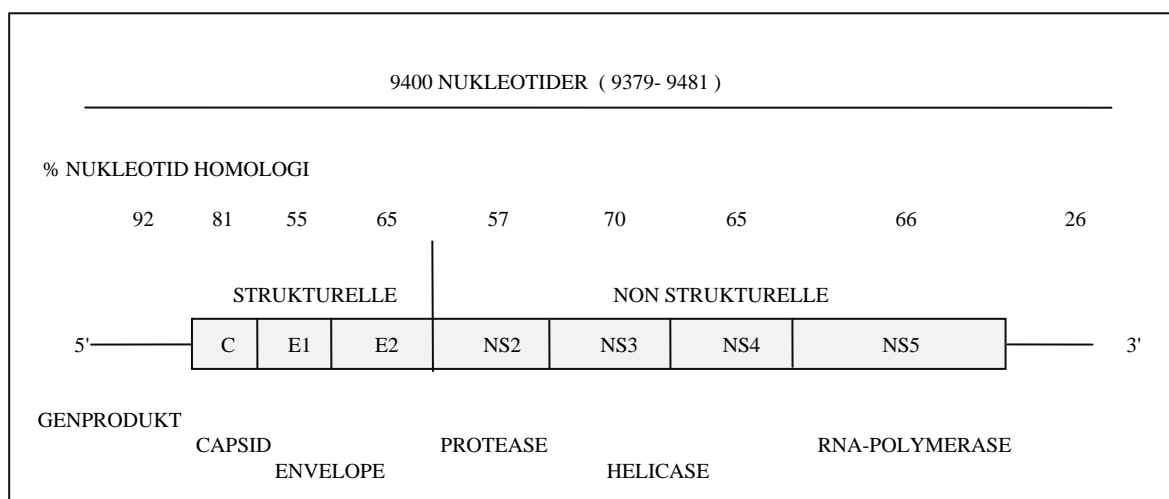 9400 NUKLEOTIDER ( 9379- 9481 )
% NUKLEOTID HOMOLOGI
92 81 55 65 57 70 65 66 26
STRUKTURELLE NON STRUKTURELLE
5' C E1 E2 NS2 NS3 NS4 NS5 3'
GENPRODUKT
CAPSID PROTEASE RNA-POLYMERASE
ENVELOPE HELICASE